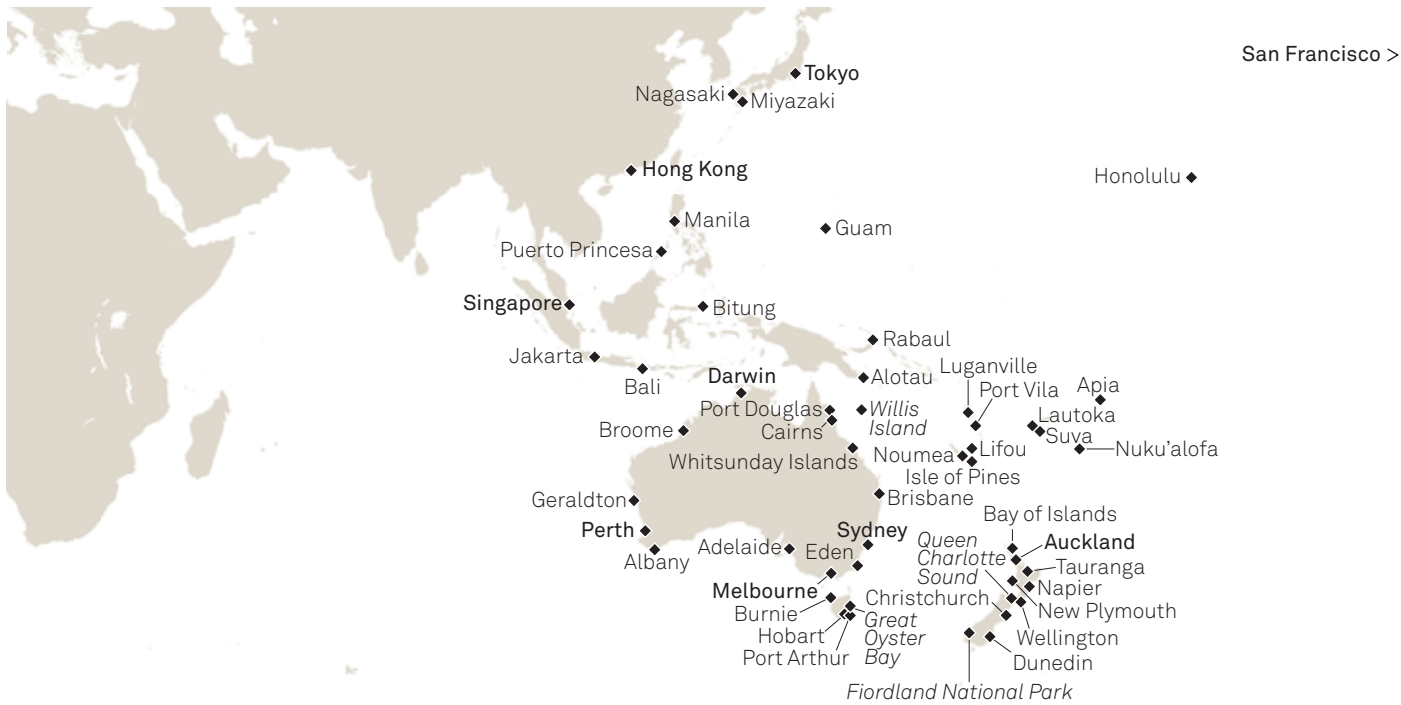 San Francisco >
Tokyo
Nagasaki
Miyazaki
Hong Kong
Honolulu
Manila
Guam
Puerto Princesa
Singapore
Bitung
Rabaul
Jakarta
Luganville
Bali
Darwin
Alotau
Port Vila
Apia
Port Douglas
Willis
Island
Lautoka
Cairns
Broome
Suva
Noumea
Lifou
Nuku’alofa
Whitsunday Islands
Isle of Pines
Geraldton
Brisbane
Bay of Islands
Perth
Sydney
Queen
Charlotte
Sound
Auckland
Adelaide
Eden
Albany
Tauranga
Melbourne
Napier
Christchurch
Burnie
New Plymouth
Great
Oyster
Bay
Hobart
Wellington
Port Arthur
Dunedin
Fiordland National Park